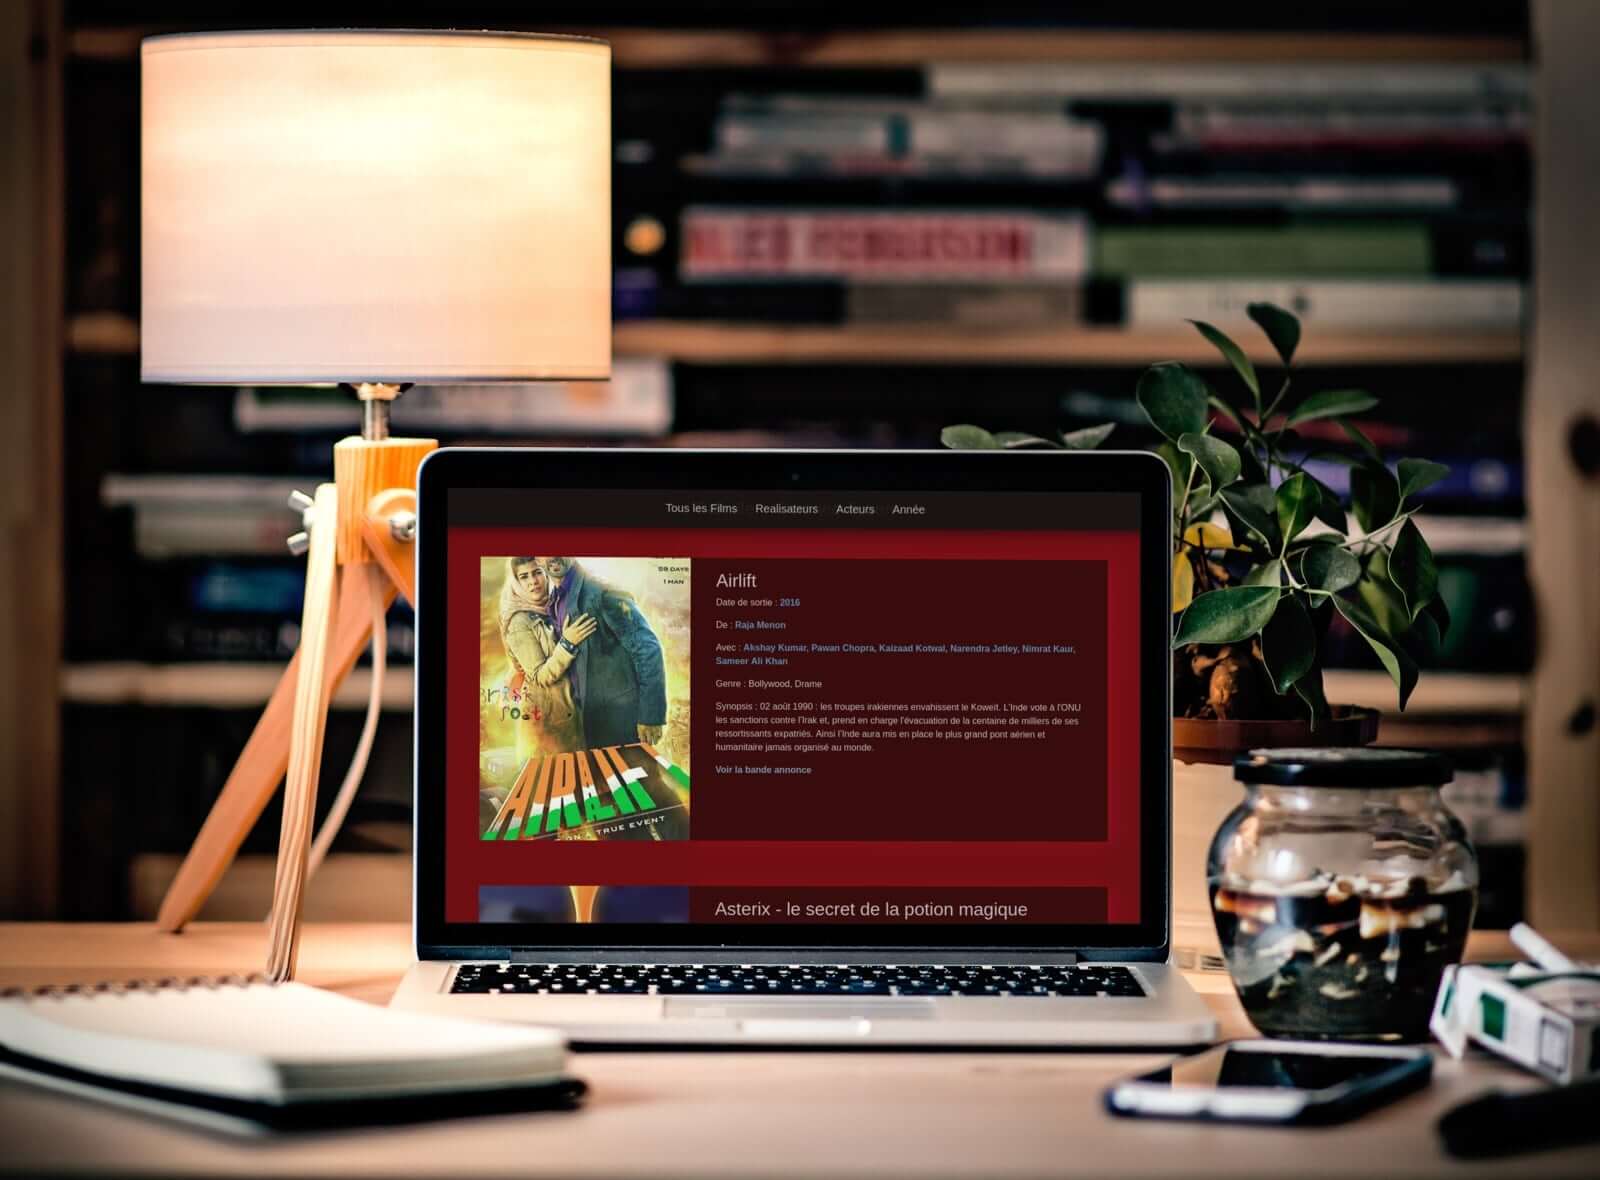 ALEX FERGUSON
Tous les Films Realisateurs Acteurs Année
59 DAYS
1 MAN
Brisk
Post
AIRLIFT
ON A TRUE EVENT
Airlift
Date de sortie : 2016
De : Raja Menon
Avec : Akshay Kumar, Pawan Chopra, Kaizaad Kotwal, Narendra Jetley, Nimrat Kaur,
Sameer Ali Khan
Genre : Bollywood, Drame
Synopsis : 02 août 1990 : les troupes irakiennes envahissent le Koweit. L'Inde vote à l'ONU
les sanctions contre l'Irak et, prend en charge l'évacuation de la centaine de milliers de ses
ressortissants expatriés. Ainsi l'Inde aura mis en place le plus grand pont aérien et
humanitaire jamais organisé au monde.
Voir la bande annonce
Asterix - le secret de la potion magique